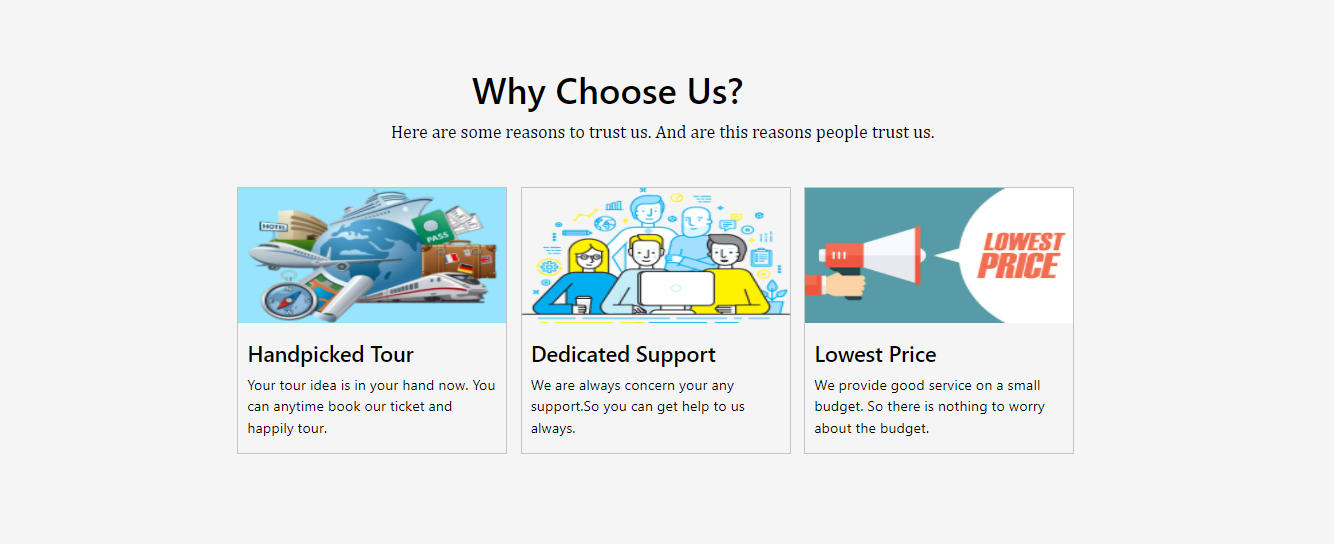 Why Choose Us?
Here are some reasons to trust us. And are this reasons people trust us.
HOTEL
PASS
LOWEST
PRICE
Handpicked Tour
Your tour idea is in your hand now. You
can anytime book our ticket and
happily tour.
Dedicated Support
We are always concern your any
support.So you can get help to us
always.
Lowest Price
We provide good service on a small
budget. So there is nothing to worry
about the budget.